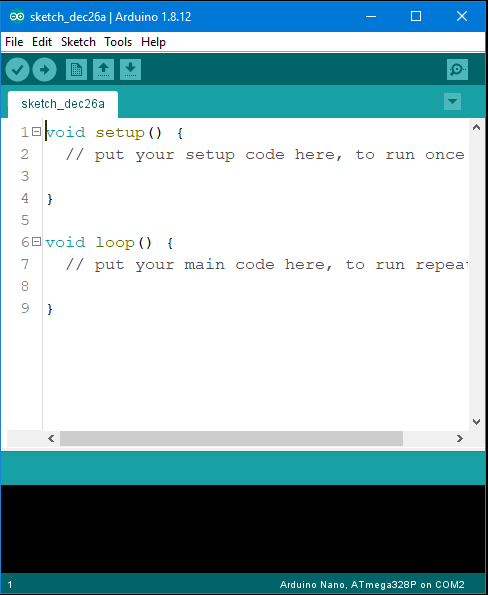 sketch_dec26a | Arduino 1.8.12
File Edit Sketch Tools Help
sketch_dec26a
1 void setup() {
2 // put your setup code here, to run once
3
4 }
5
6 void loop() {
7 // put your main code here, to run repea
8
9 }
1 Arduino Nano, ATmega328P on COM2